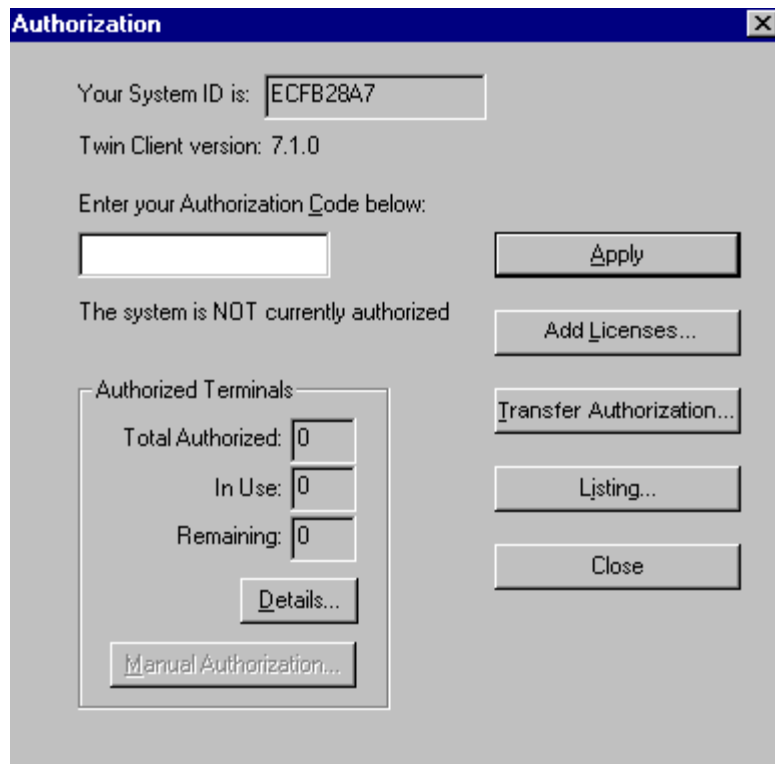 Authorization
Your System ID is: ECFB28A7
Twin Client version: 7.1.0
Enter your Authorization Code below:
Apply
The system is NOT currently authorized
Add Licenses...
Authorized Terminals
Transfer Authorization...
Total Authorized: 0
In Use: 0
Listing...
Remaining: 0
Close
Details...
Manual Authorization...